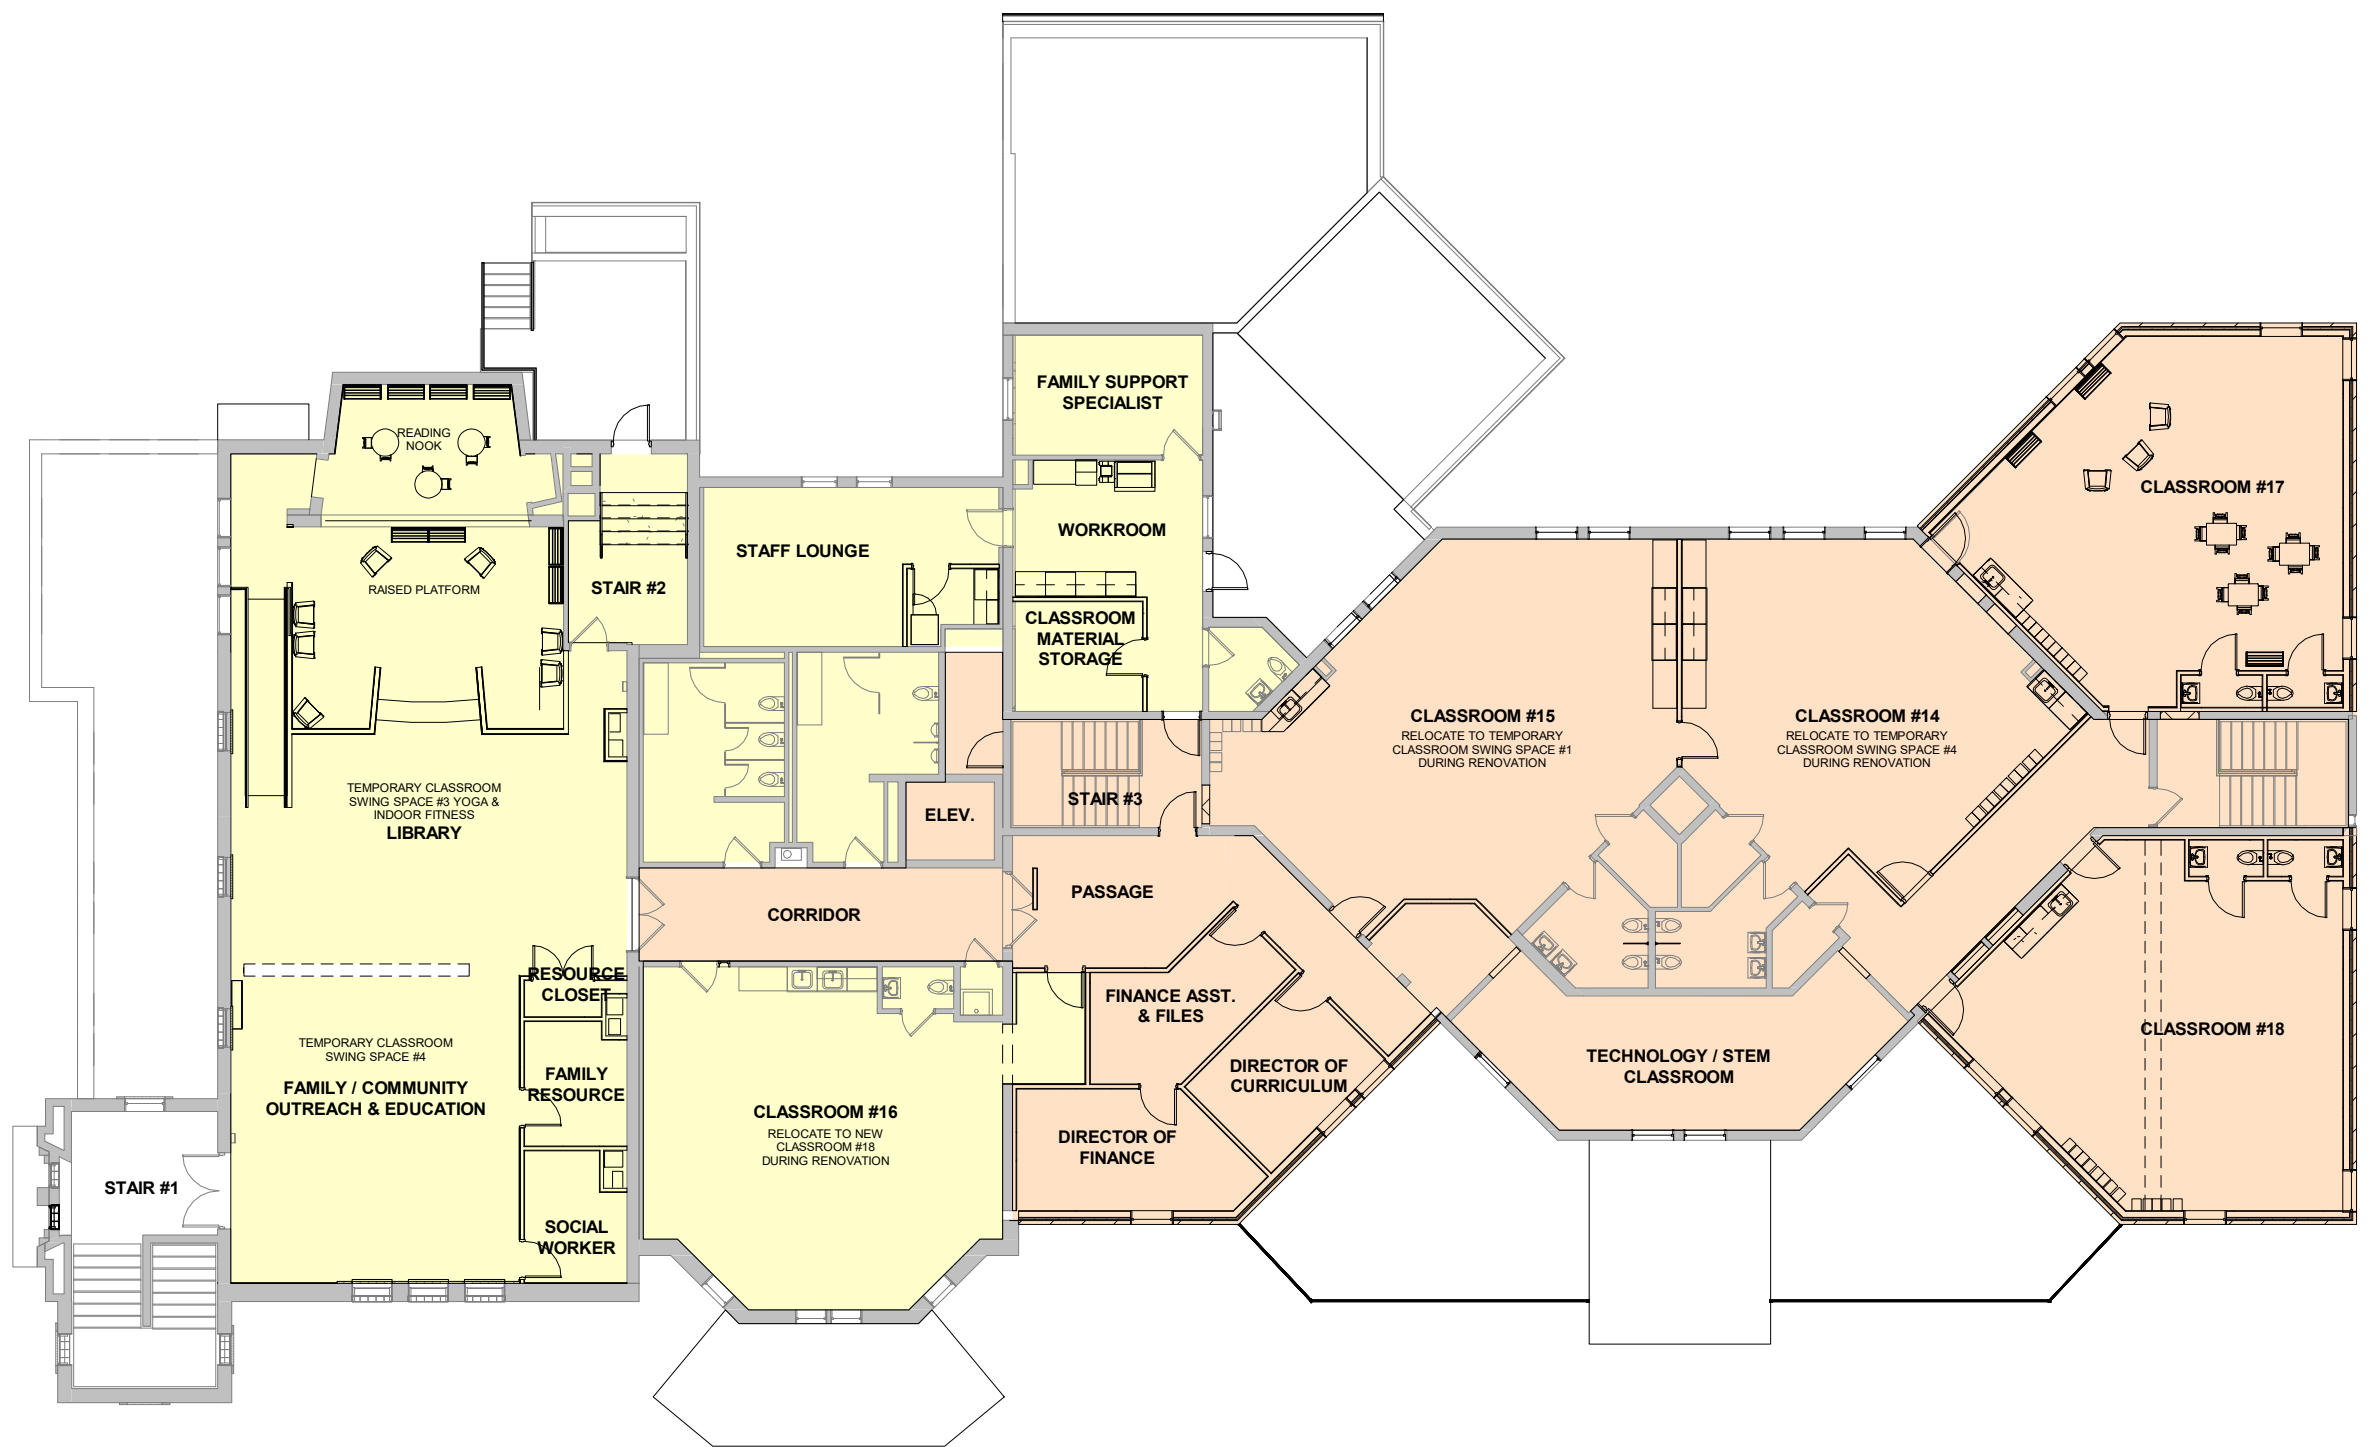 FAMILY SUPPORT
SPECIALIST
READING
NOOK
WORKROOM
STAFF LOUNGE
STAIR #2
RAISED PLATFORM
CLASSROOM
MATERIAL
STORAGE
CLASSROOM #17
CLASSROOM #15
RELOCATE TO TEMPORARY
CLASSROOM SWING SPACE #1
DURING RENOVATION
CLASSROOM #14
RELOCATE TO TEMPORARY
CLASSROOM SWING SPACE #4
DURING RENOVATION
TEMPORARY CLASSROOM
SWING SPACE #3 YOGA &
INDOOR FITNESS
LIBRARY
STAIR #3
ELEV.
PASSAGE
CORRIDOR
RESOURCE
CLOSET
FINANCE ASST.
& FILES
TEMPORARY CLASSROOM
SWING SPACE #4
FAMILY / COMMUNITY
OUTREACH & EDUCATION
FAMILY
RESOURCE
DIRECTOR OF
CURRICULUM
TECHNOLOGY / STEM
CLASSROOM
CLASSROOM #18
CLASSROOM #16
RELOCATE TO NEW
CLASSROOM #18
DURING RENOVATION
DIRECTOR OF
FINANCE
STAIR #1
SOCIAL
WORKER